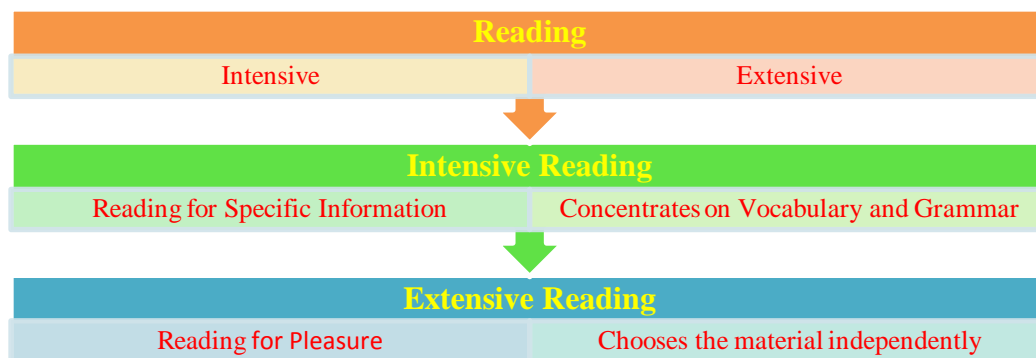 Reading
Intensive
Extensive
Intensive Reading
Reading for Specific Information
Concentrates on Vocabulary and Grammar
Extensive Reading
Reading for Pleasure
Chooses the material independently